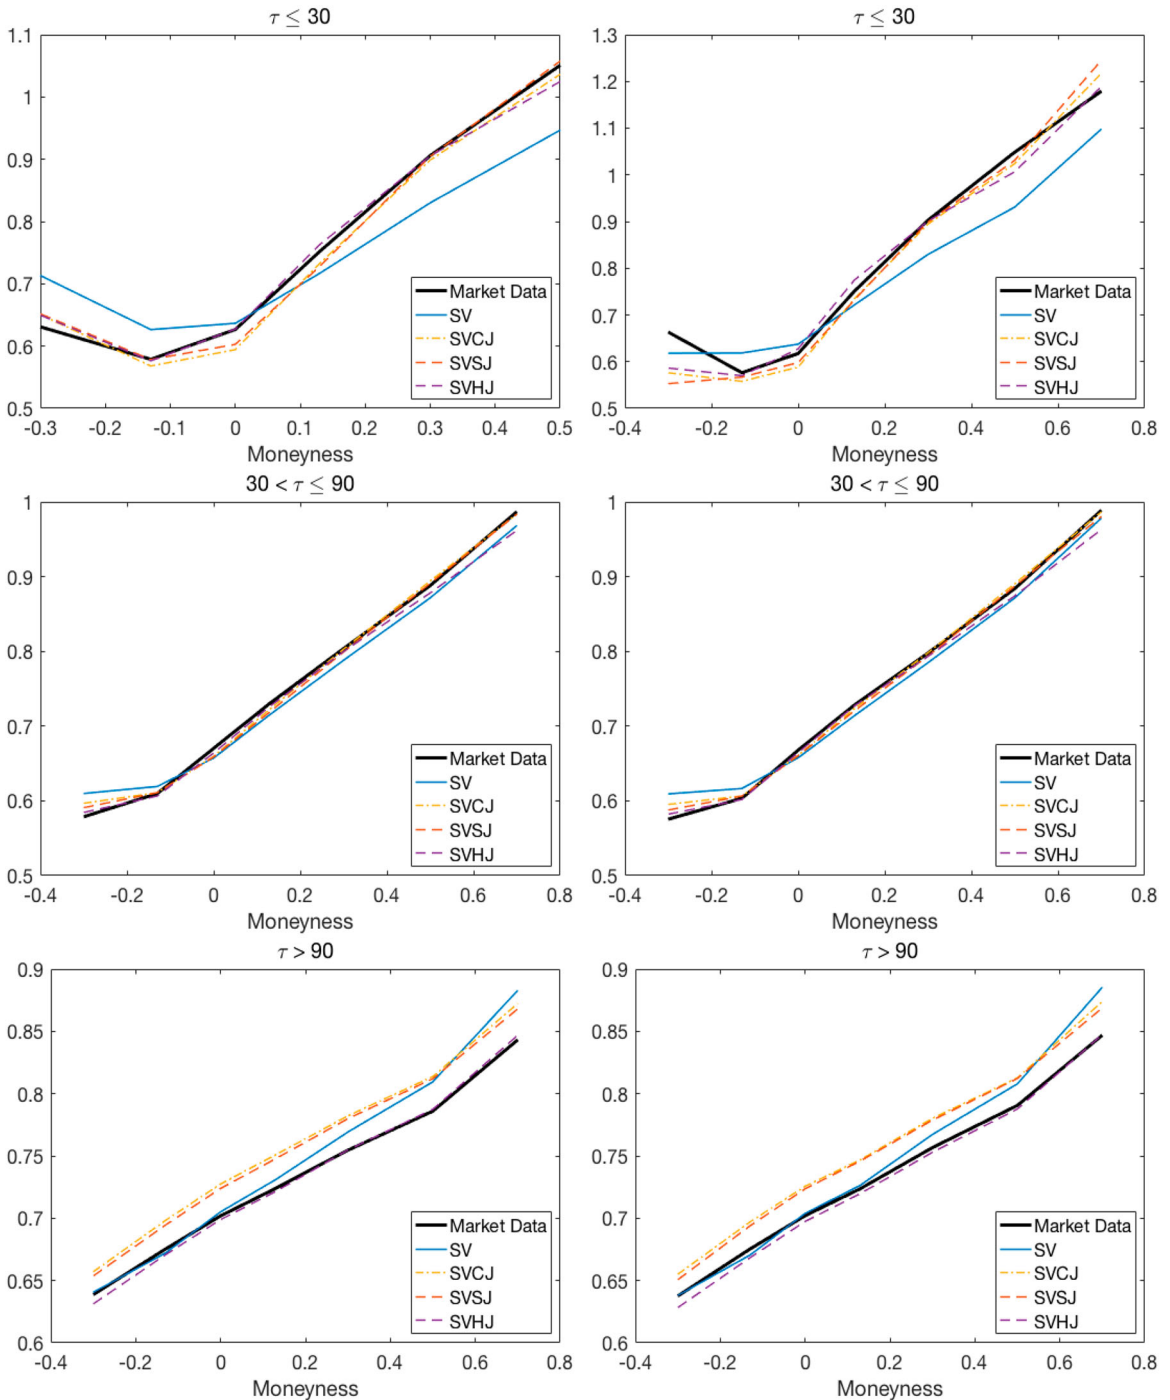 τ ≤ 30
1.1
1
0.9
0.8
0.7
0.6
0.5
-0.3 -0.2 -0.1 0 0.1 0.2 0.3 0.4 0.5
Moneyness
Market Data
SV
SVCJ
SVSJ
SVHJ
τ ≤ 30
1.3
1.2
1.1
1
0.9
0.8
0.7
0.6
0.5
-0.4 -0.2 0 0.2 0.4 0.6 0.8
Moneyness
Market Data
SV
SVCJ
SVSJ
SVHJ
30 < τ ≤ 90
1
0.9
0.8
0.7
0.6
0.5
-0.4 -0.2 0 0.2 0.4 0.6 0.8
Moneyness
Market Data
SV
SVCJ
SVSJ
SVHJ
30 < τ ≤ 90
1
0.9
0.8
0.7
0.6
0.5
-0.4 -0.2 0 0.2 0.4 0.6 0.8
Moneyness
Market Data
SV
SVCJ
SVSJ
SVHJ
τ > 90
0.9
0.85
0.8
0.75
0.7
0.65
0.6
-0.4 -0.2 0 0.2 0.4 0.6 0.8
Moneyness
Market Data
SV
SVCJ
SVSJ
SVHJ
τ > 90
0.9
0.85
0.8
0.75
0.7
0.65
0.6
-0.4 -0.2 0 0.2 0.4 0.6 0.8
Moneyness
Market Data
SV
SVCJ
SVSJ
SVHJ